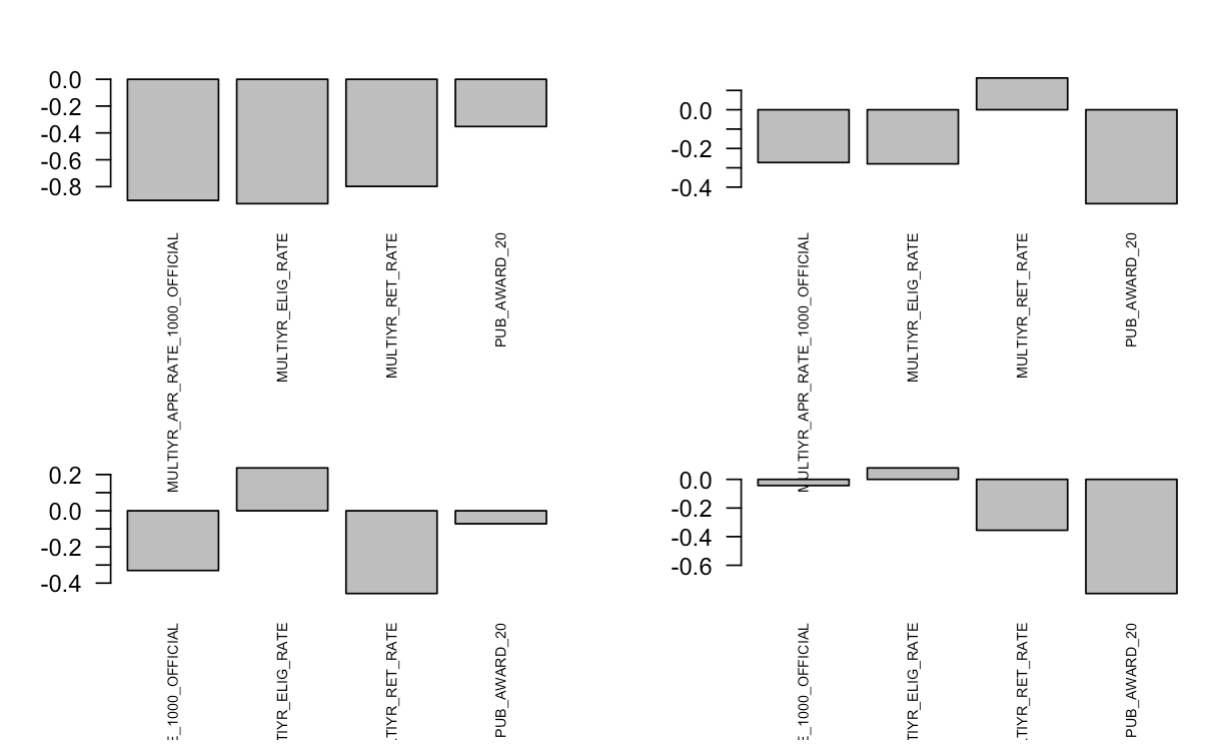 0.0
-0.2
-0.4
-0.6
-0.8
MULTIYR_APR_RATE_1000_OFFICIAL
MULTIYR_ELIG_RATE
MULTIYR_RET_RATE
PUB_AWARD_20
0.0
-0.2
-0.4
MULTIYR_APR_RATE_1000_OFFICIAL
MULTIYR_ELIG_RATE
MULTIYR_RET_RATE
PUB_AWARD_20
0.2
0.0
-0.2
-0.4
E_1000_OFFICIAL
TIYR_ELIG_RATE
LTIYR_RET_RATE
PUB_AWARD_20
0.0
-0.2
-0.4
-0.6
E_1000_OFFICIAL
TIYR_ELIG_RATE
LTIYR_RET_RATE
PUB_AWARD_20